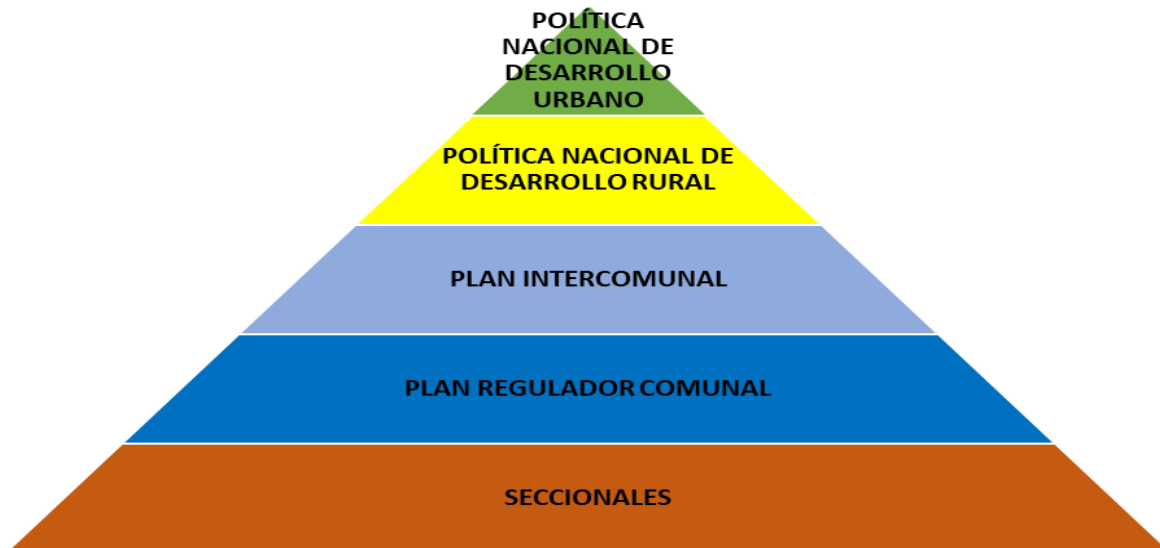 POLÍTICA
NACIONAL DE
DESARROLLO
URBANO
POLÍTICA NACIONAL DE
DESARROLLO RURAL
PLAN INTERCOMUNAL
PLAN REGULADOR COMUNAL
SECCIONALES